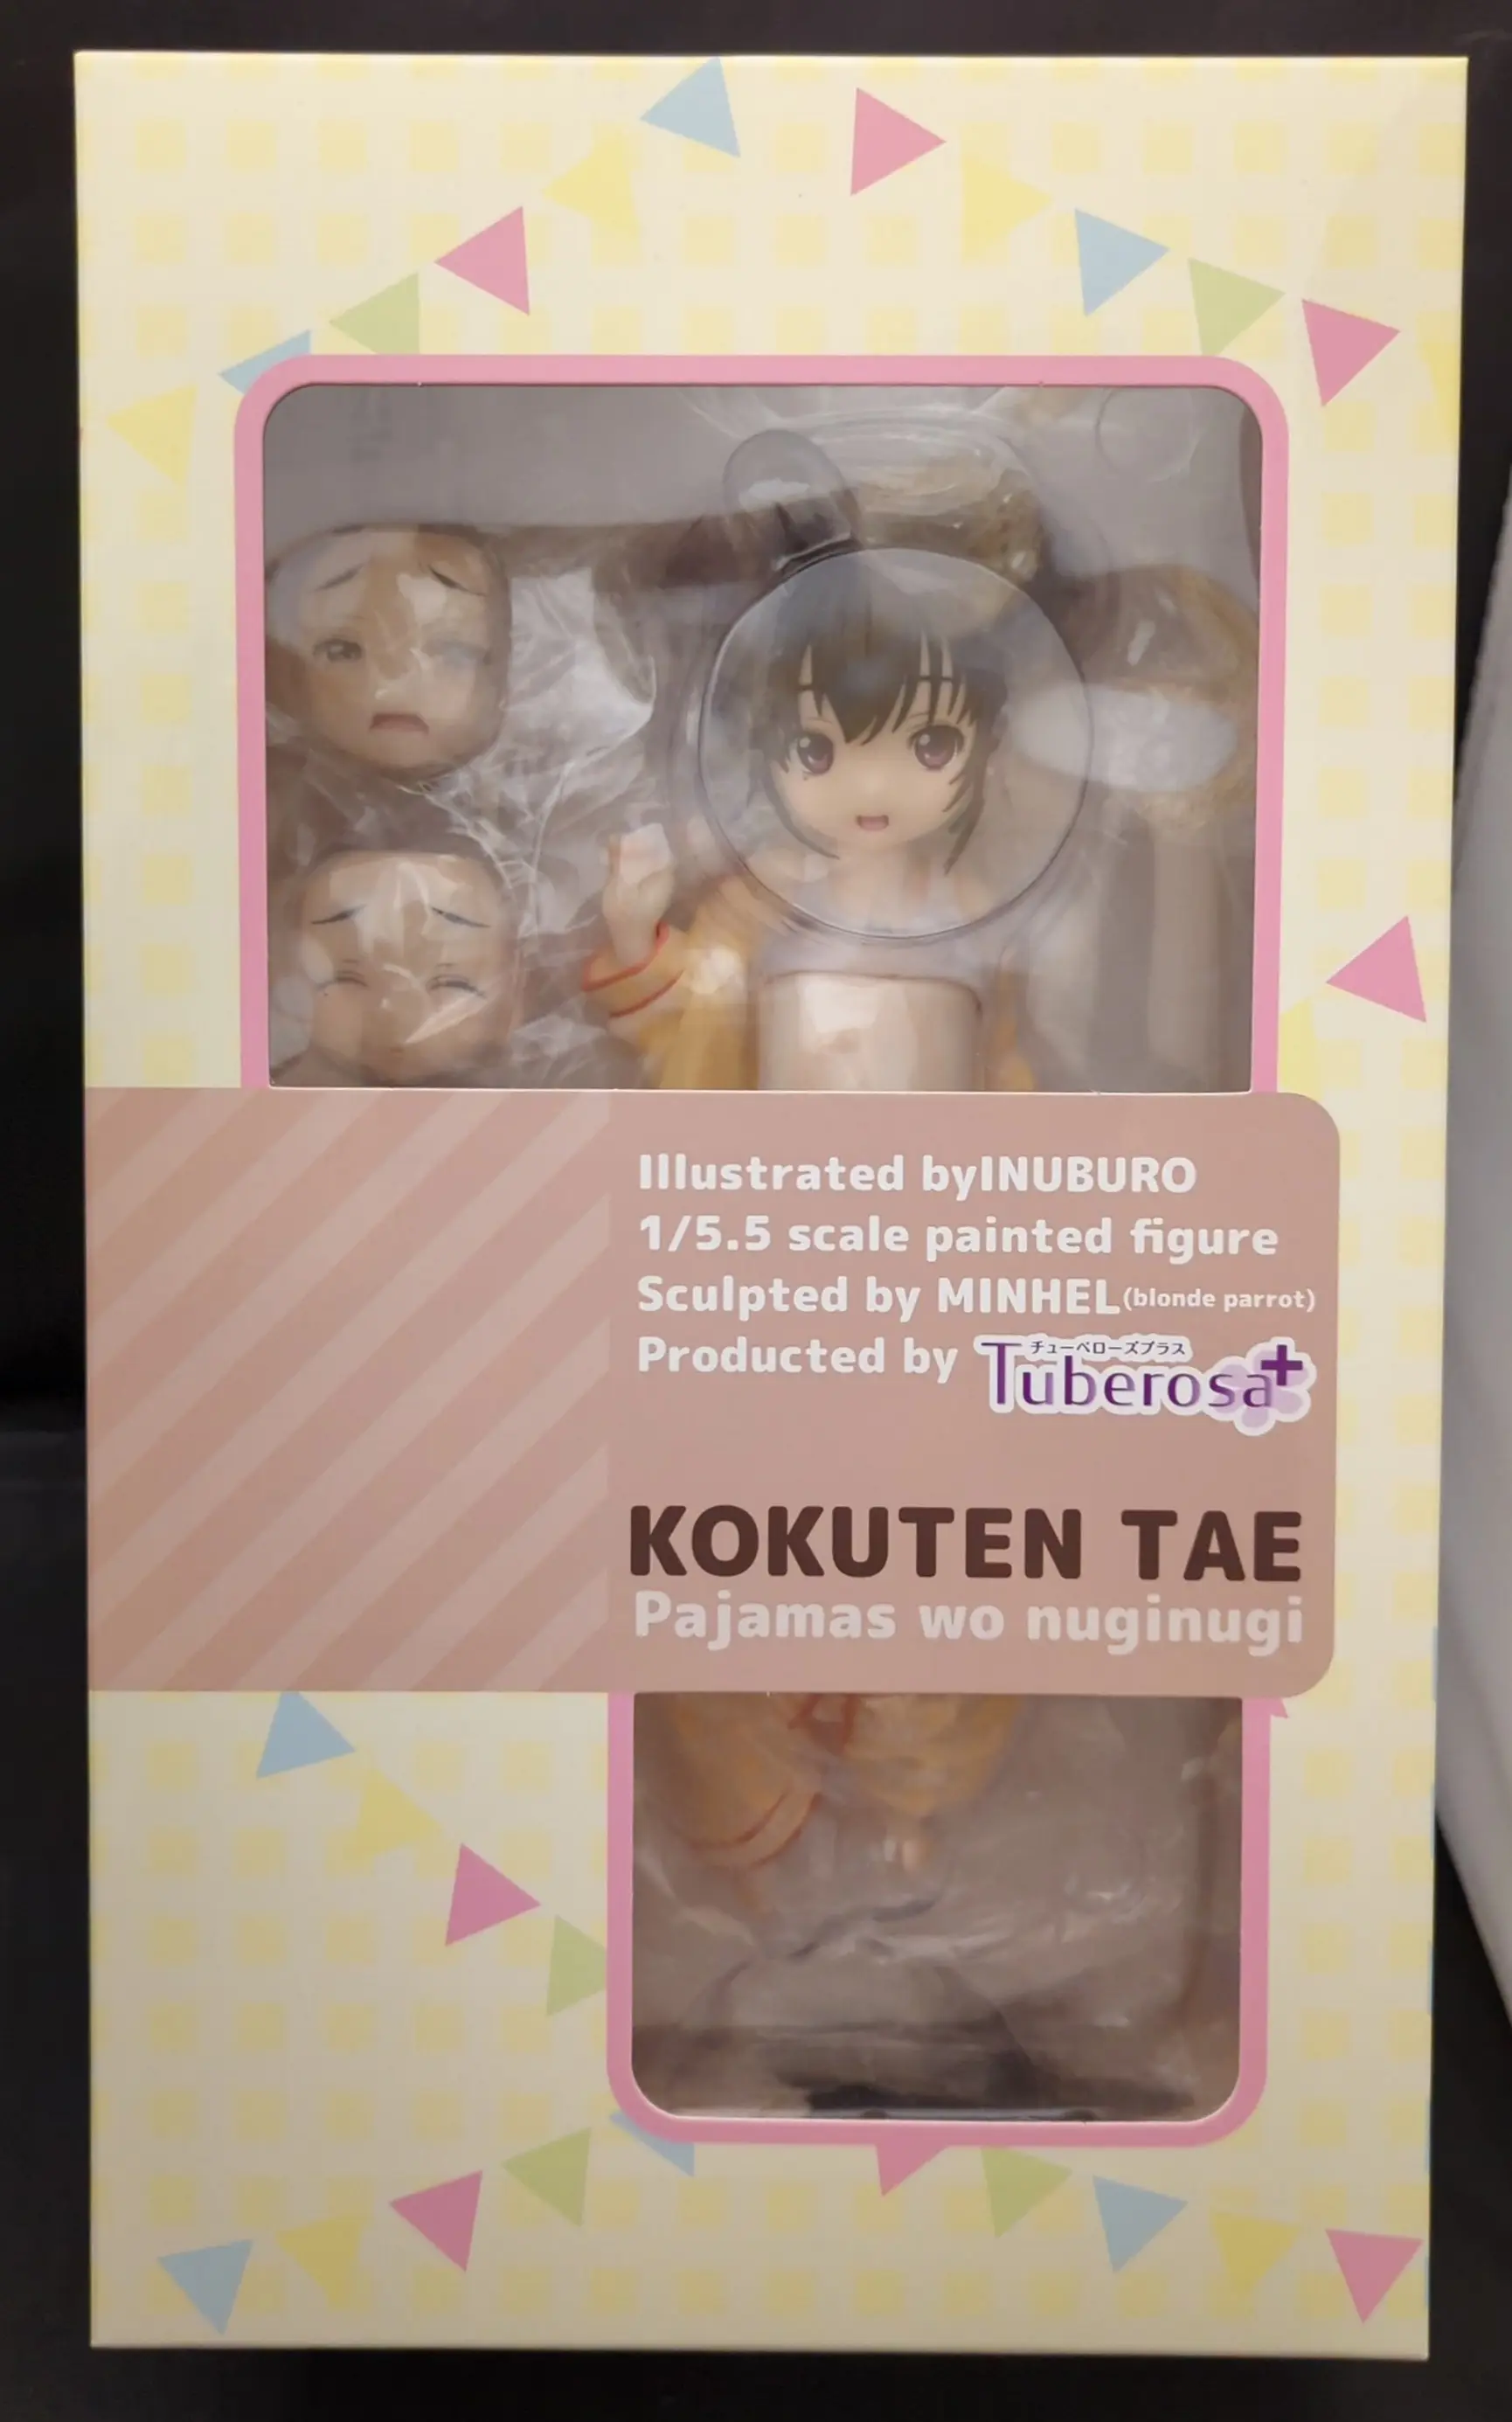 Illustrated byINUBURO
1/5.5 scale painted figure
Sculpted by MINHEL(blonde parrot)
Producted by チューベローズプラス Tuberosa+
KOKUTEN TAE
Pajamas wo nuginugi